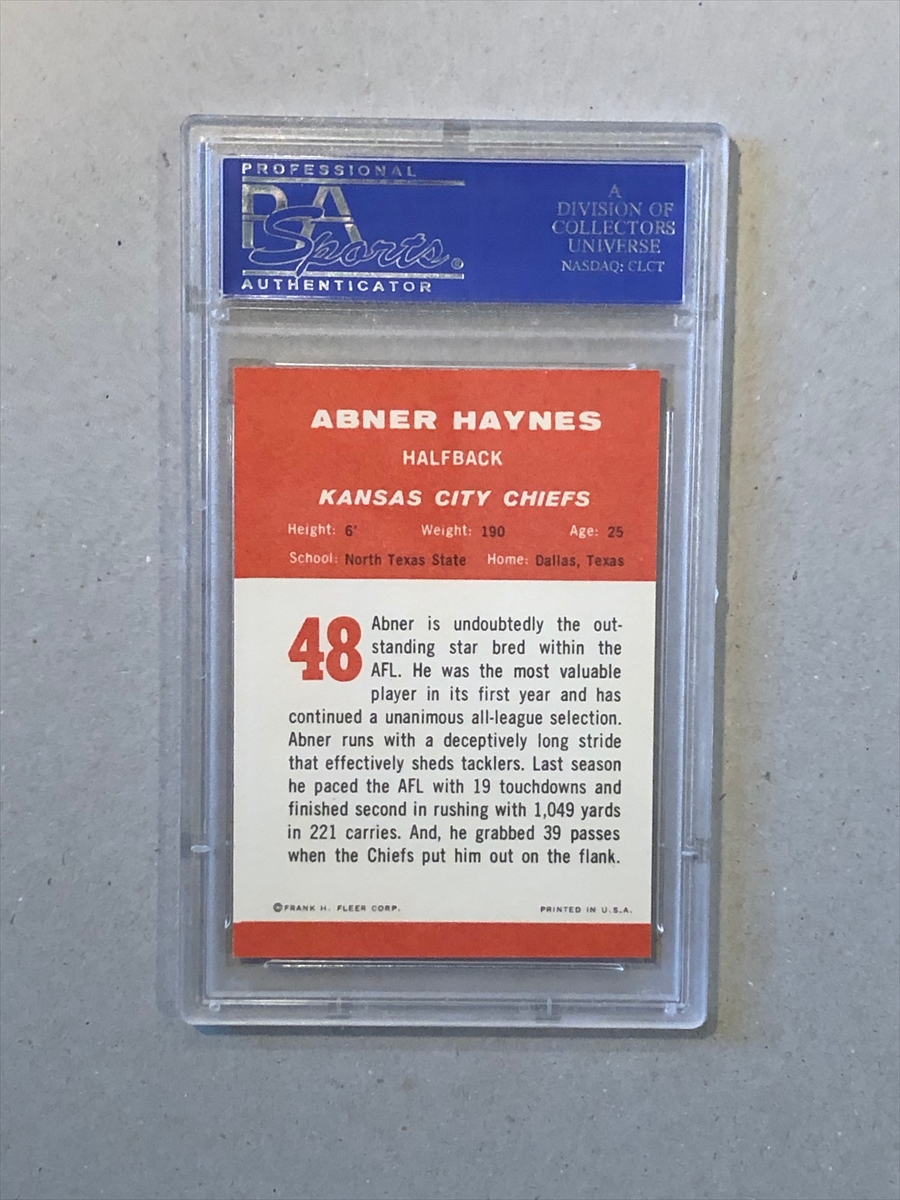 PROFESSIONAL
PSA
Sports®
AUTHENTICATOR
A
DIVISION OF
COLLECTORS
UNIVERSE
NASDAQ: CLCT
ABNER HAYNES
HALFBACK
KANSAS CITY CHIEFS
Height: 6' Weight: 190 Age: 25
School: North Texas State Home: Dallas, Texas
48
Abner is undoubtedly the out-
standing star bred within the
AFL. He was the most valuable
player in its first year and has
continued a unanimous all-league selection.
Abner runs with a deceptively long stride
that effectively sheds tacklers. Last season
he paced the AFL with 19 touchdowns and
finished second in rushing with 1,049 yards
in 221 carries. And, he grabbed 39 passes
when the Chiefs put him out on the flank.
©FRANK H. FLEER CORP. PRINTED IN U.S.A.